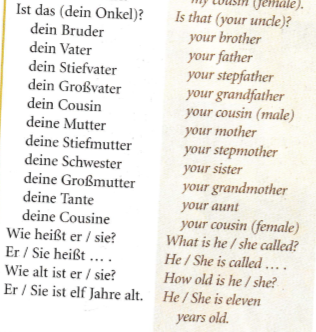 my cousin (female).
Ist das (dein Onkel)?
Is that (your uncle)?
dein Bruder
your brother
dein Vater
your father
dein Stiefvater
your stepfather
dein Großvater
your grandfather
dein Cousin
your cousin (male)
deine Mutter
your mother
deine Stiefmutter
your stepmother
deine Schwester
your sister
deine Großmutter
your grandmother
deine Tante
your aunt
deine Cousine
your cousin (female)
Wie heißt er / sie?
What is he / she called?
Er / Sie heißt ... .
He / She is called ... .
Wie alt ist er / sie?
How old is he / she?
Er / Sie ist elf Jahre alt.
He / She is eleven
years old.